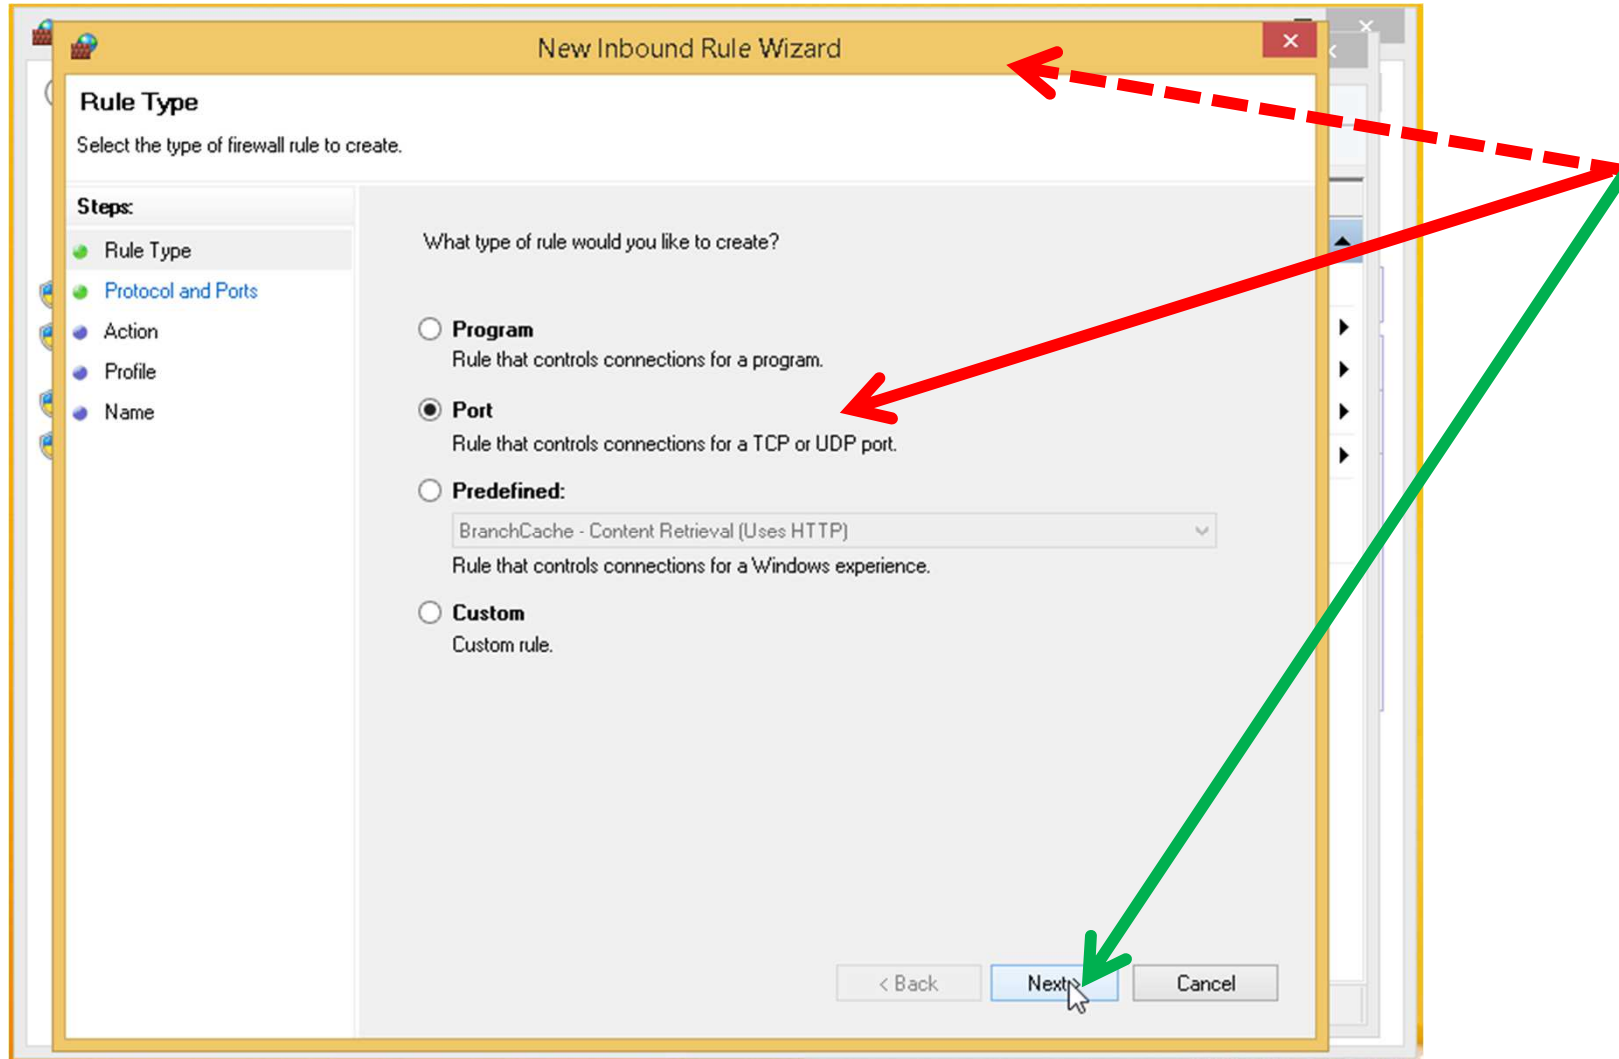 New Inbound Rule Wizard
Rule Type
Select the type of firewall rule to create.
Steps:
Rule Type
Protocol and Ports
Action
Profile
Name
What type of rule would you like to create?
Program
Rule that controls connections for a program.
Port
Rule that controls connections for a TCP or UDP port.
Predefined:
BranchCache - Content Retrieval (Uses HTTP)
Rule that controls connections for a Windows experience.
Custom
Custom rule.
< Back
Next >
Cancel